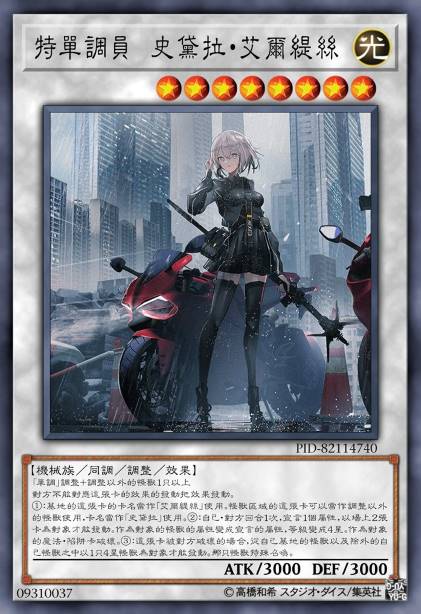 特單調員 史黛拉•艾爾緹絲 光
PID-82114740
【機械族／同調／調整／效果】
「單調」調整+調整以外的怪獸1只以上
對方不能對應這張卡的效果的發動把效果發動。
①：墓地的這張卡的卡名當作「艾爾緹絲」使用，怪獸區域的這張卡可以當作調整以外的怪獸使用，卡名當作「史黛拉」使用。②：自己·對方回合1次，宣言1個屬性，以場上2張卡為對象才能發動。作為對象的怪獸的屬性變成宣言的屬性，等級變成4星。作為對象的魔法·陷阱卡破壞。③：這張卡被對方破壞的場合，從自己墓地的怪獸以及除外的自己怪獸之中以1只4星怪獸為對象才能發動。那只怪獸特殊召喚。
ATK/3000 DEF/3000
09310037 ©高橋和希 スタジオ·ダイス/集英社